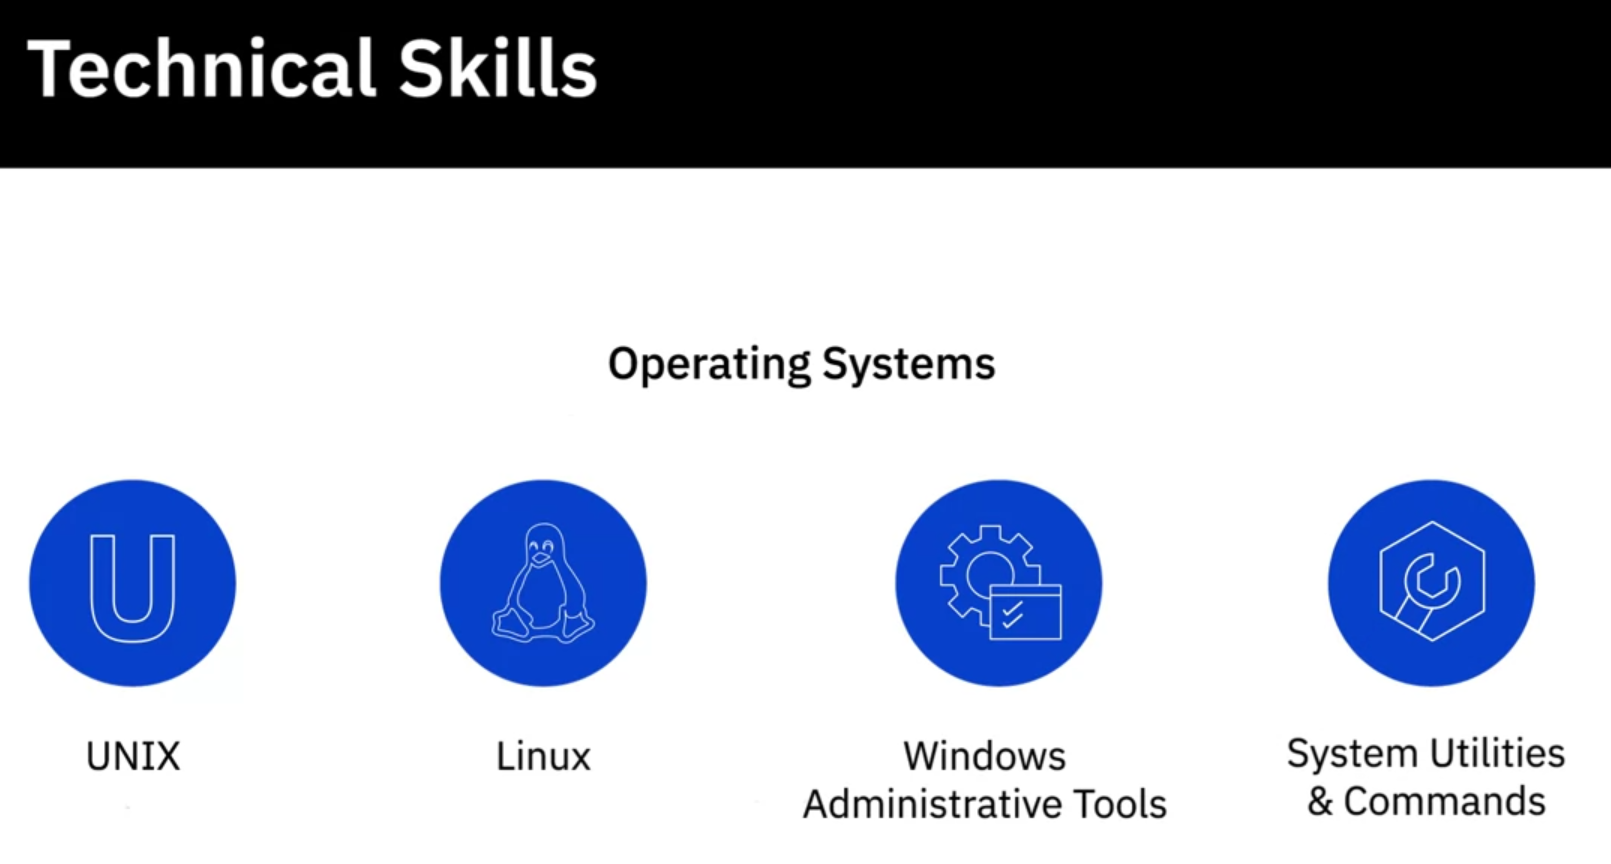 Technical Skills
Operating Systems
U
UNIX
Linux
Windows
Administrative Tools
System Utilities
& Commands